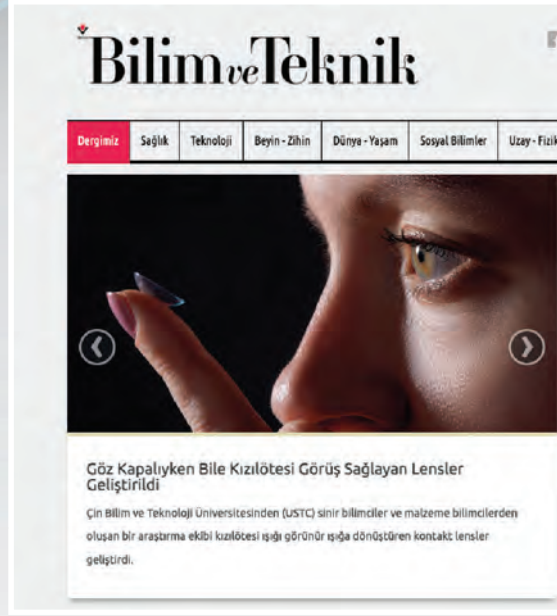 Bilim ve Teknik
Dergimiz Sağlık Teknoloji Beyin - Zihin Dünya - Yaşam Sosyal Bilimler Uzay - Fizik
Göz Kapalıyken Bile Kızılötesi Görüş Sağlayan Lensler
Geliştirildi
Çin Bilim ve Teknoloji Üniversitesinden (USTC) sinir bilimciler ve malzeme bilimcilerden
oluşan bir araştırma ekibi kızılötesi ışığı görünür ışığa dönüştüren kontakt lensler
geliştirdi.